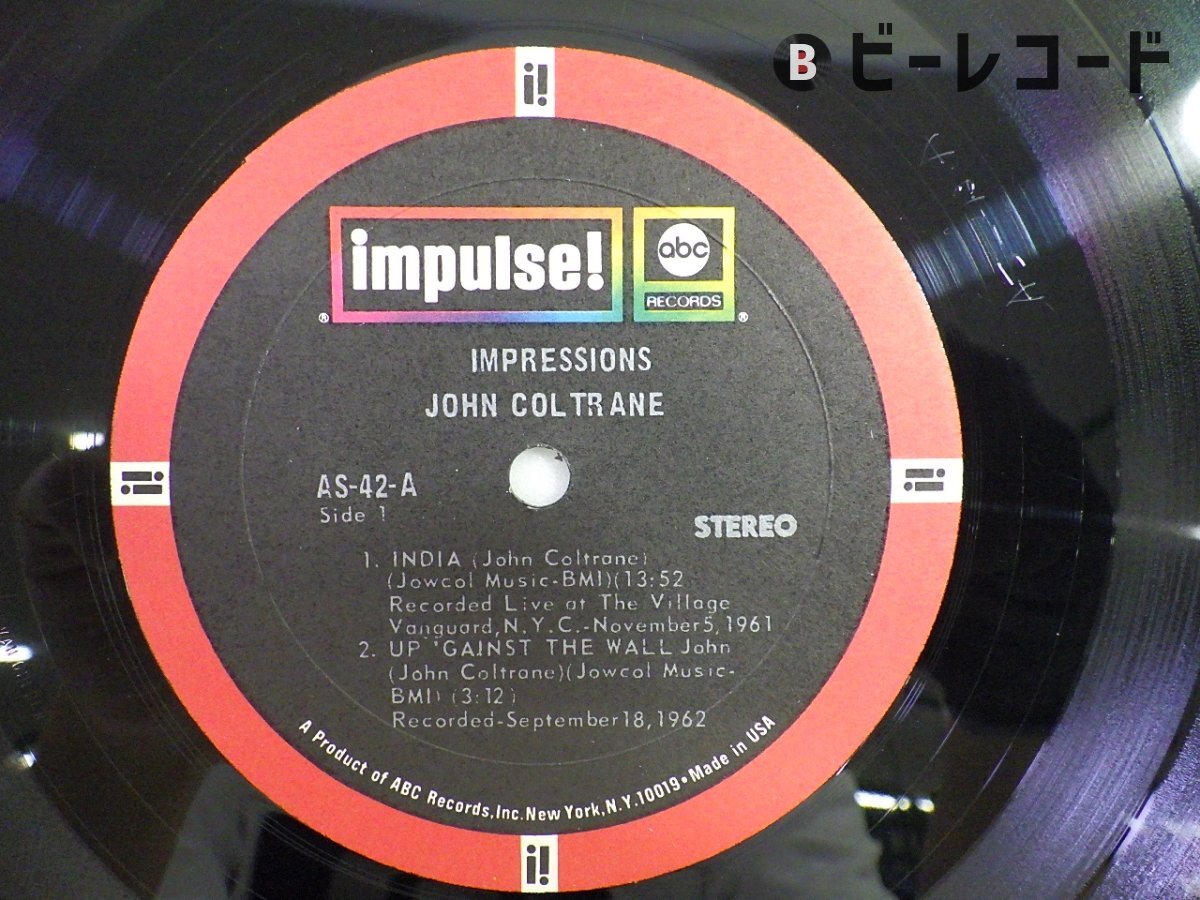 B ビーレコード
i!
impulse! abc
RECORDS
® ®
IMPRESSIONS
JOHN COLTRANE
AS-42-A
Side 1
STEREO
1. INDIA (John Coltrane)
(Jowcol Music-BMI)(13:52
Recorded Live at The Village
Vanguard, N.Y.C.-November 5, 1961
2. UP 'GAINST THE WALL John
(John Coltrane)(Jowcol Music-
BMI) (3:12)
Recorded-September 18, 1962
A Product of ABC Records, Inc. New York, N.Y. 10019 • Made in USA
i!
i!
i!